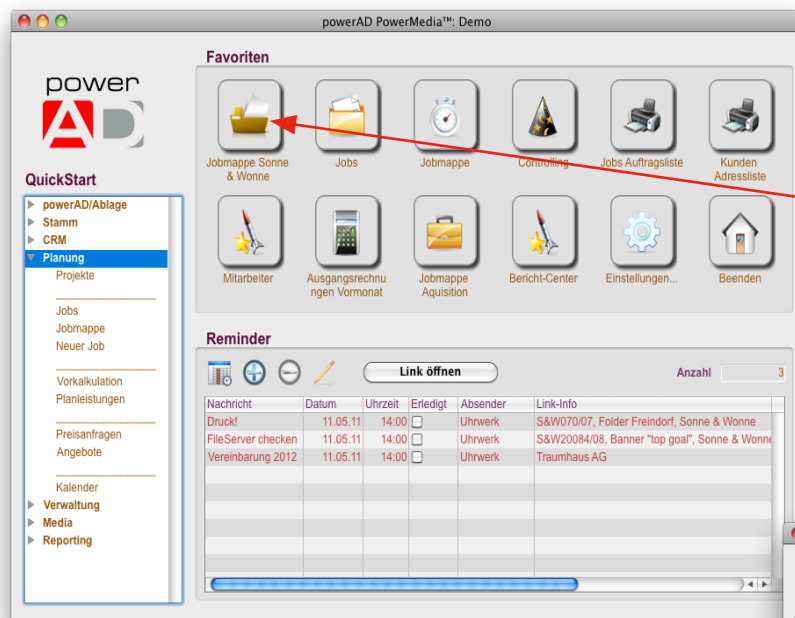 powerAD PowerMedia™: Demo
power
AD
QuickStart
powerAD/Ablage
Stamm
CRM
Planung
Projekte
Jobs
Jobmappe
Neuer Job
Vorkalkulation
Planleistungen
Preisanfragen
Angebote
Kalender
Verwaltung
Media
Reporting
Favoriten
Jobmappe Sonne
& Wonne
Jobs
Jobmappe
Controlling
Jobs Auftragsliste
Kunden
Adressliste
Mitarbeiter
Ausgangsrechnu
ngen Vormonat
Jobmappe
Aquisition
Bericht-Center
Einstellungen...
Beenden
Reminder
Link öffnen
Anzahl 3
Nachricht Datum Uhrzeit Erledigt Absender Link-Info
Druck! 11.05.11 14:00 Uhrwerk S&W070/07, Folder Freindorf, Sonne & Wonne
FileServer checken 11.05.11 14:00 Uhrwerk S&W20084/08, Banner "top goal", Sonne & Wonne
Vereinbarung 2012 11.05.11 14:00 Uhrwerk Traumhaus AG